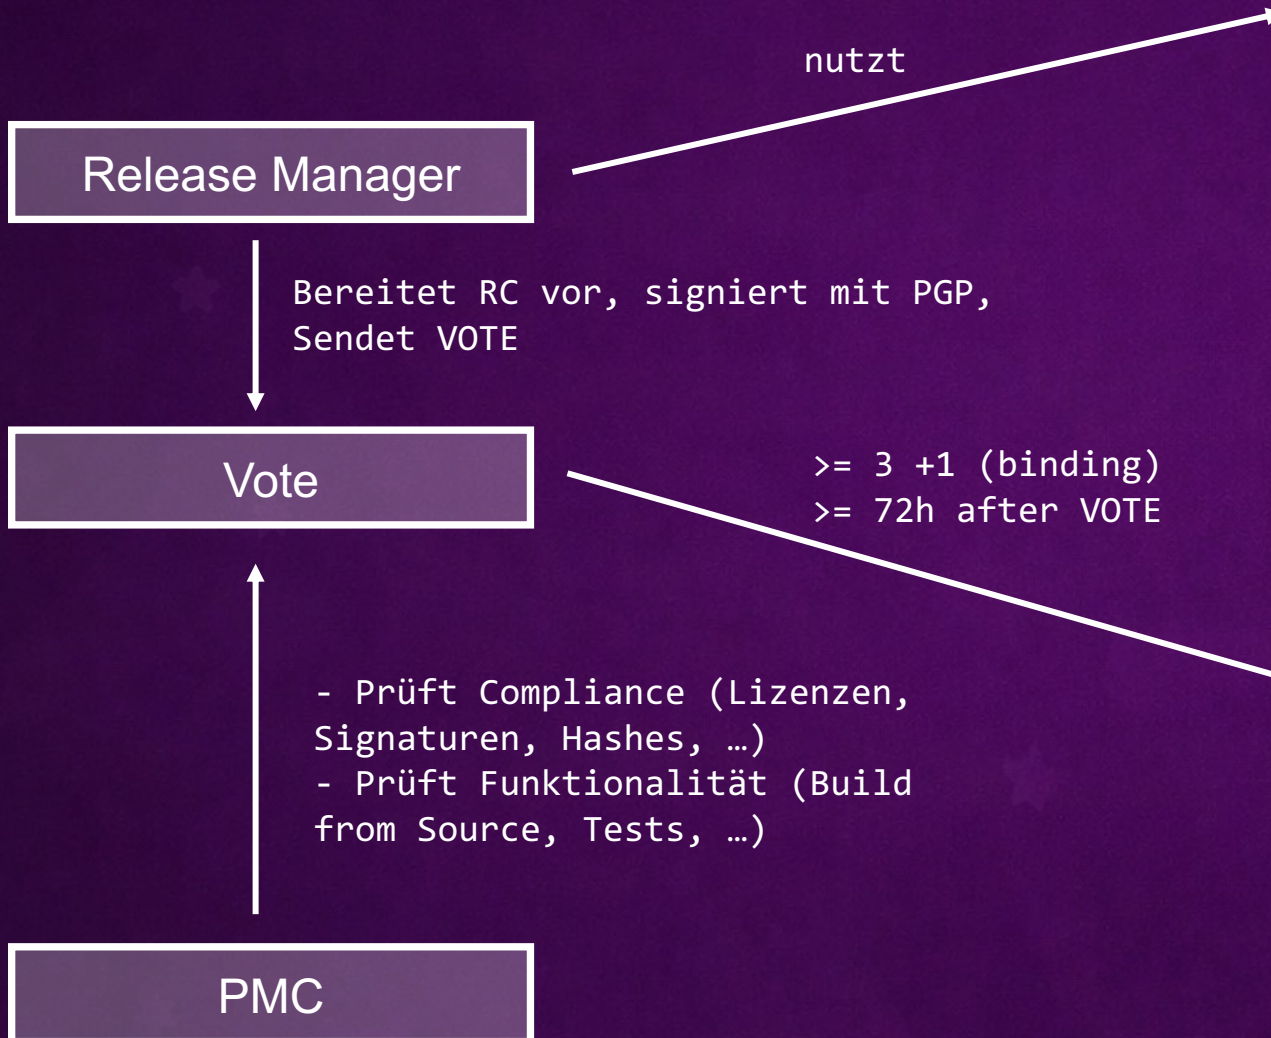 nutzt
Release Manager
Bereitet RC vor, signiert mit PGP,
Sendet VOTE
Vote
>= 3 +1 (binding)
>= 72h after VOTE
- Prüft Compliance (Lizenzen,
Signaturen, Hashes, …)
- Prüft Funktionalität (Build
from Source, Tests, …)
PMC